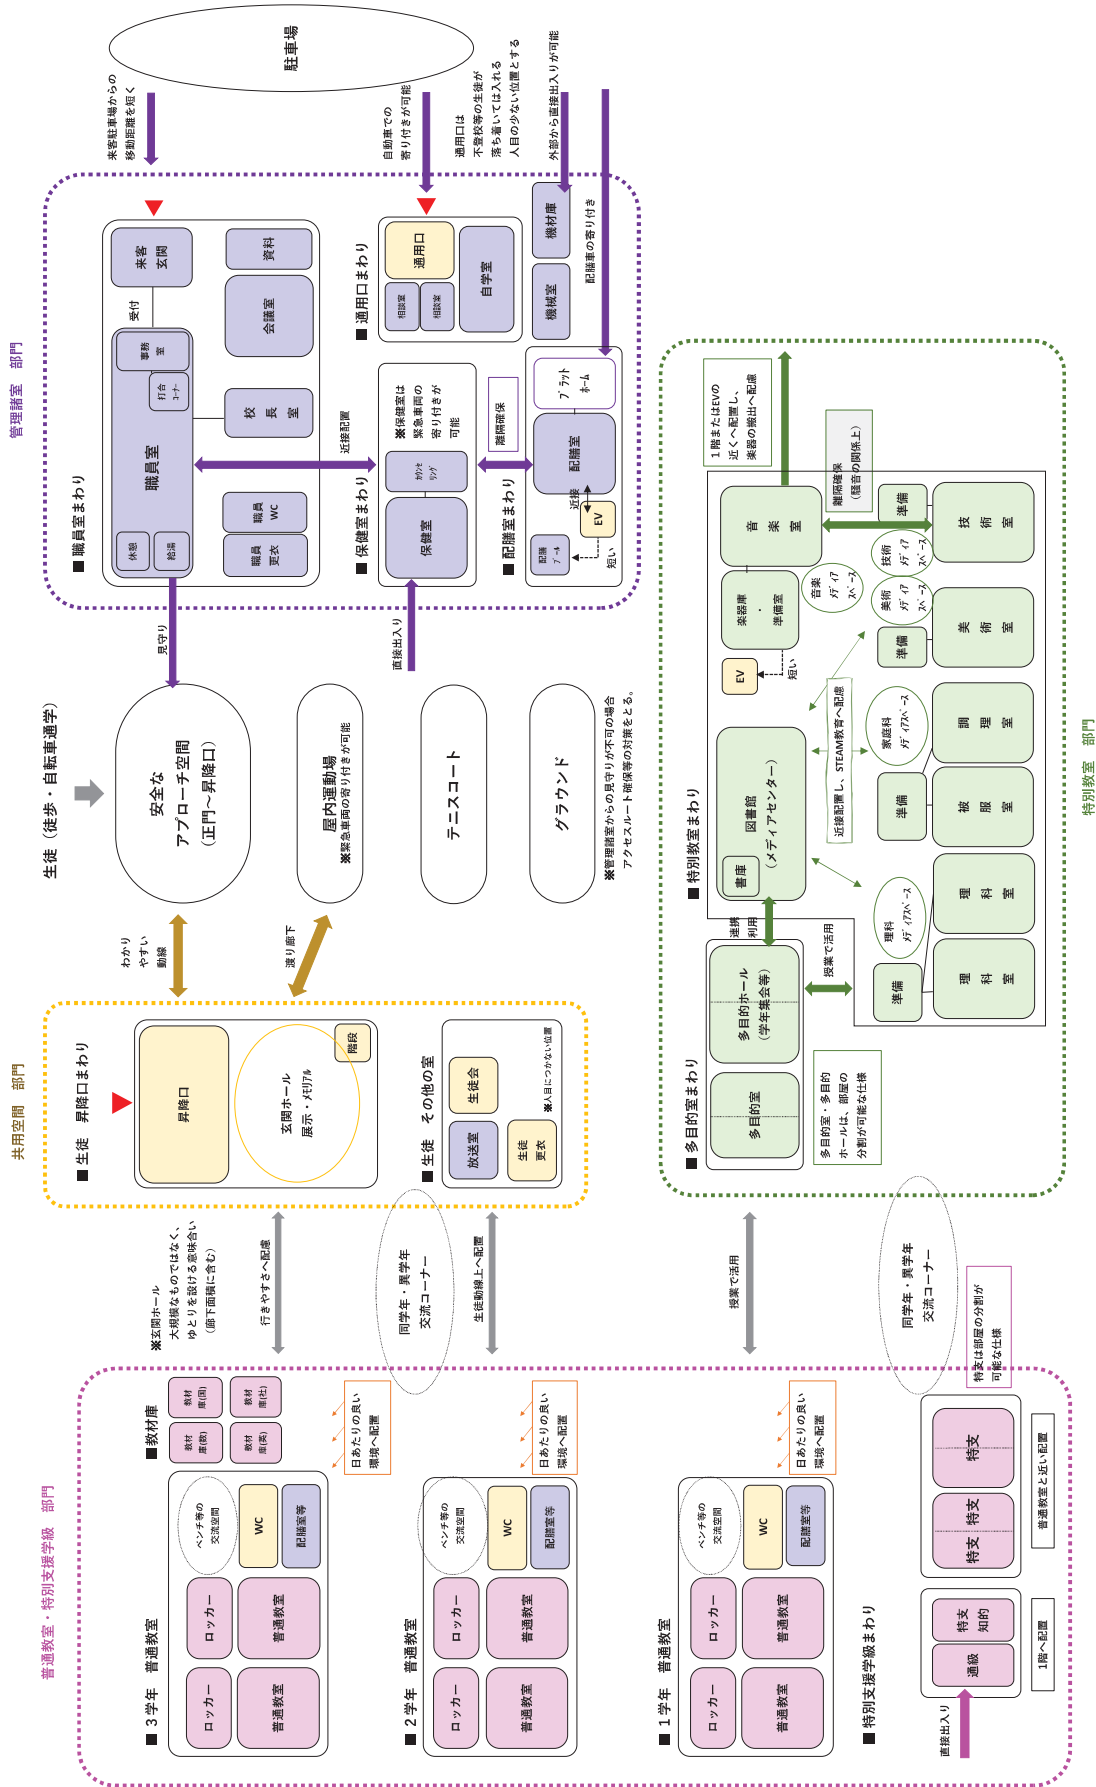 普通教室・特別支援学級　部門
■３学年　普通教室
ロッカー
ロッカー
普通教室
普通教室
ベンチ等の
交流空間
WC
配膳室等
■教材庫
教材
庫(数)
教材
庫(国)
教材
庫(英)
教材
庫(社)
日あたりの良い
環境へ配置
■２学年　普通教室
ロッカー
ロッカー
普通教室
普通教室
ベンチ等の
交流空間
WC
配膳室等
日あたりの良い
環境へ配置
■１学年　普通教室
ロッカー
ロッカー
普通教室
普通教室
ベンチ等の
交流空間
WC
配膳室等
日あたりの良い
環境へ配置
■特別支援学級まわり
通級
特支
知的
特支
特支
特支
1階へ配置
普通教室と近い配置
特支は部屋の分割が
可能な仕様
直接出入り
※玄関ホール
大規模なものではなく、
ゆとりを設ける意味合い
（廊下面積に含む）
行きやすさへ配慮
同学年・異学年
交流コーナー
生徒動線上へ配置
授業で活用
同学年・異学年
交流コーナー
共用空間　部門
■生徒　昇降口まわり
昇降口
玄関ホール
展示・ﾒﾓﾘｱﾙ
階段
■生徒　その他の室
放送室
生徒会
生徒
更衣
※人目につかない位置
わかり
やすい
動線
渡り廊下
生徒（徒歩・自転車通学）
安全な
アプローチ空間
（正門～昇降口）
屋内運動場
※緊急車両の寄り付きが可能
テニスコート
グラウンド
※管理諸室からの見守りが不可の場合
アクセスルート確保等の対策をとる。
見守り
直接出入り
管理諸室　部門
■職員室まわり
職員室
休憩
給湯
打合
ｺｰﾅｰ
事務
室
受付
来客
玄関
職員
更衣
職員
WC
校長室
会議室
資料
近接配置
■保健室まわり
保健室
ｶｳﾝｾ
ﾘﾝｸﾞ
※保健室は
緊急車両の
寄り付きが
可能
離隔確保
■通用口まわり
相談室
相談室
通用口
自学室
■配膳室まわり
配膳
ﾌﾟｰﾙ
EV
短い
近接
配膳室
ﾌﾟﾗｯﾄ
ﾎｰﾑ
機械室
機材庫
配膳車の寄り付き
駐車場
来客駐車場からの
移動距離を短く
自動車での
寄り付きが可能
通用口は
不登校等の生徒が
落ち着いては入れる
人目の少ない位置とする
外部から直接出入りが可能
特別教室　部門
■多目的室まわり
多目的室
多目的ホール
（学年集会等）
多目的室・多目的
ホールは、部屋の
分割が可能な仕様
連携
利用
授業で活用
■特別教室まわり
書庫
図書館
（メディアセンター）
EV
短い
楽器庫
・
準備室
音楽室
音楽
ﾒﾃﾞｨｱ
ｽﾍﾟｰｽ
1階またはEVの
近くへ配置し、
楽器の搬出へ配慮
離隔確保
（騒音の関係上）
近接配置し、STEAM教育へ配慮
準備
理科
ﾒﾃﾞｨｱｽﾍﾟｰｽ
理科室
理科室
準備
家庭科
ﾒﾃﾞｨｱｽﾍﾟｰｽ
被服室
調理室
準備
美術
ﾒﾃﾞｨｱ
ｽﾍﾟｰｽ
美術室
技術
ﾒﾃﾞｨｱ
ｽﾍﾟｰｽ
準備
技術室